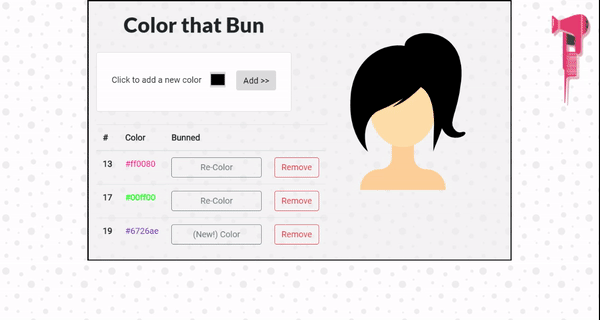 Color that Bun
Click to add a new color Add >>
# Color Bunned
13 #ff0080 Re-Color Remove
17 #00ff00 Re-Color Remove
19 #6726ae (New!) Color Remove